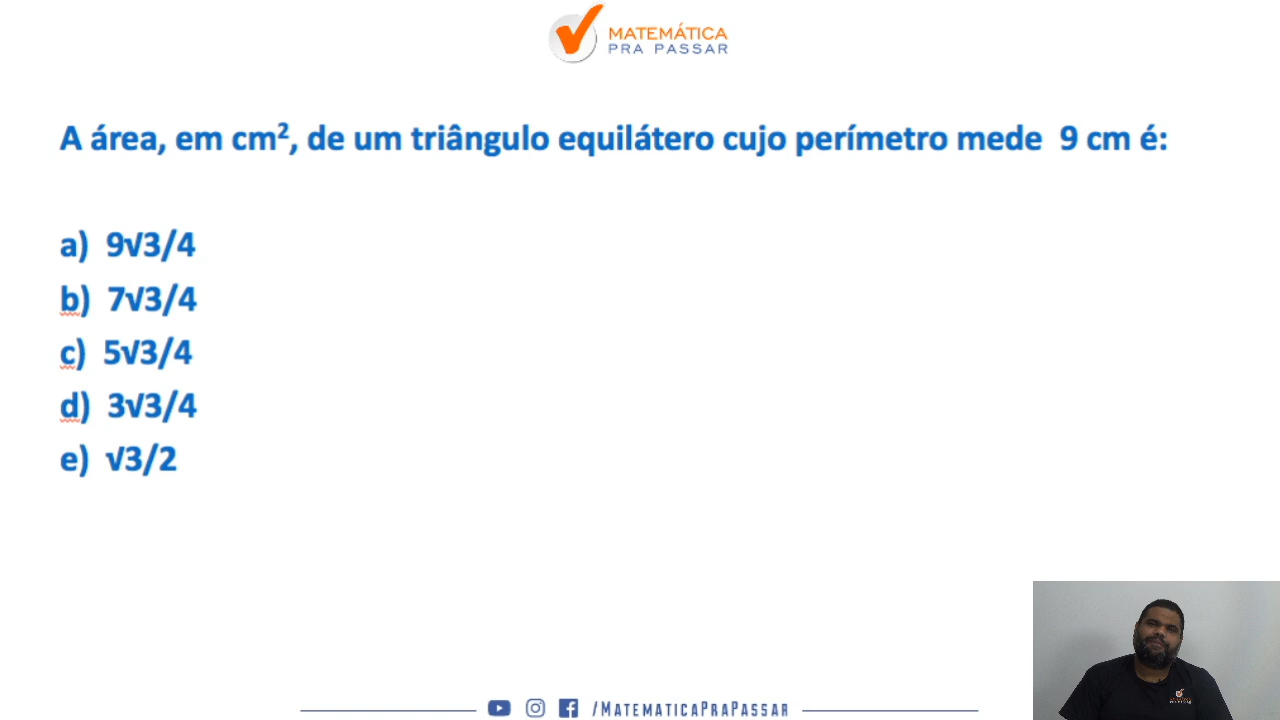 MATEMÁTICA
PRA PASSAR
A área, em cm², de um triângulo equilátero cujo perímetro mede 9 cm é:
a) 9√3/4
b) 7√3/4
c) 5√3/4
d) 3√3/4
e) √3/2
/MATEMATICAPRAPASSAR